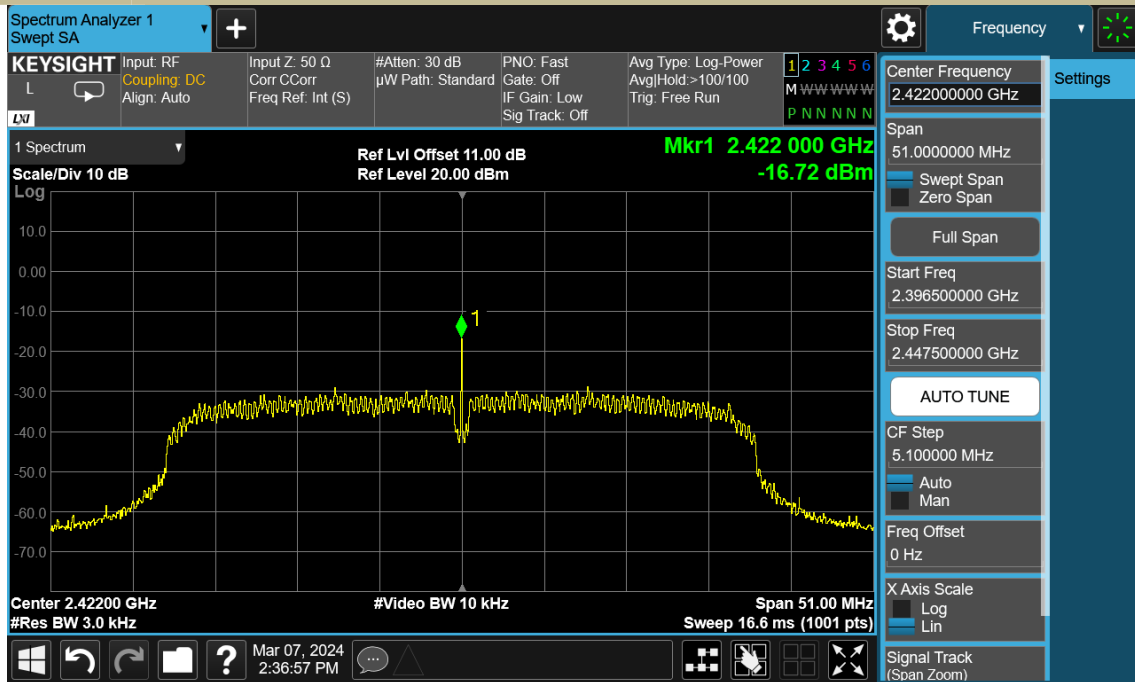 Spectrum Analyzer 1
Swept SA
+
Frequency
KEYSIGHT
L
LXI
Input: RF
Coupling: DC
Align: Auto
Input Z: 50 Ω
Corr CCorr
Freq Ref: Int (S)
#Atten: 30 dB
µW Path: Standard
PNO: Fast
Gate: Off
IF Gain: Low
Sig Track: Off
Avg Type: Log-Power
Avg|Hold:>100/100
Trig: Free Run
1 2 3 4 5 6
M W W W W W
P N N N N N
1 Spectrum
Scale/Div 10 dB
Log
Ref Lvl Offset 11.00 dB
Ref Level 20.00 dBm
Mkr1 2.422 000 GHz
-16.72 dBm
10.0
0.00
-10.0
-20.0
-30.0
-40.0
-50.0
-60.0
-70.0
1
Center 2.42200 GHz
#Res BW 3.0 kHz
#Video BW 10 kHz
Span 51.00 MHz
Sweep 16.6 ms (1001 pts)
Mar 07, 2024
2:36:57 PM
?
Center Frequency
2.422000000 GHz
Settings
Span
51.0000000 MHz
Swept Span
Zero Span
Full Span
Start Freq
2.396500000 GHz
Stop Freq
2.447500000 GHz
AUTO TUNE
CF Step
5.100000 MHz
Auto
Man
Freq Offset
0 Hz
X Axis Scale
Log
Lin
Signal Track
(Span Zoom)